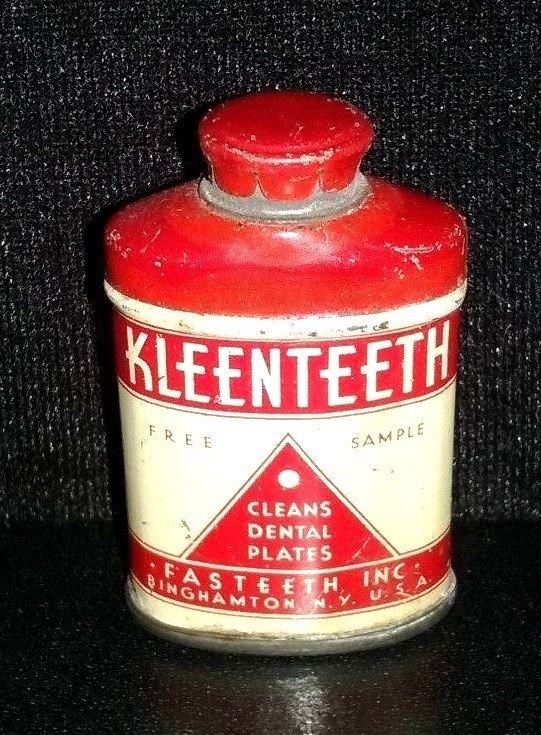 KLEENTEETH
FREE SAMPLE
CLEANS
DENTAL
PLATES
· FASTEETH INC ·
BINGHAMTON N.Y. U.S.A.